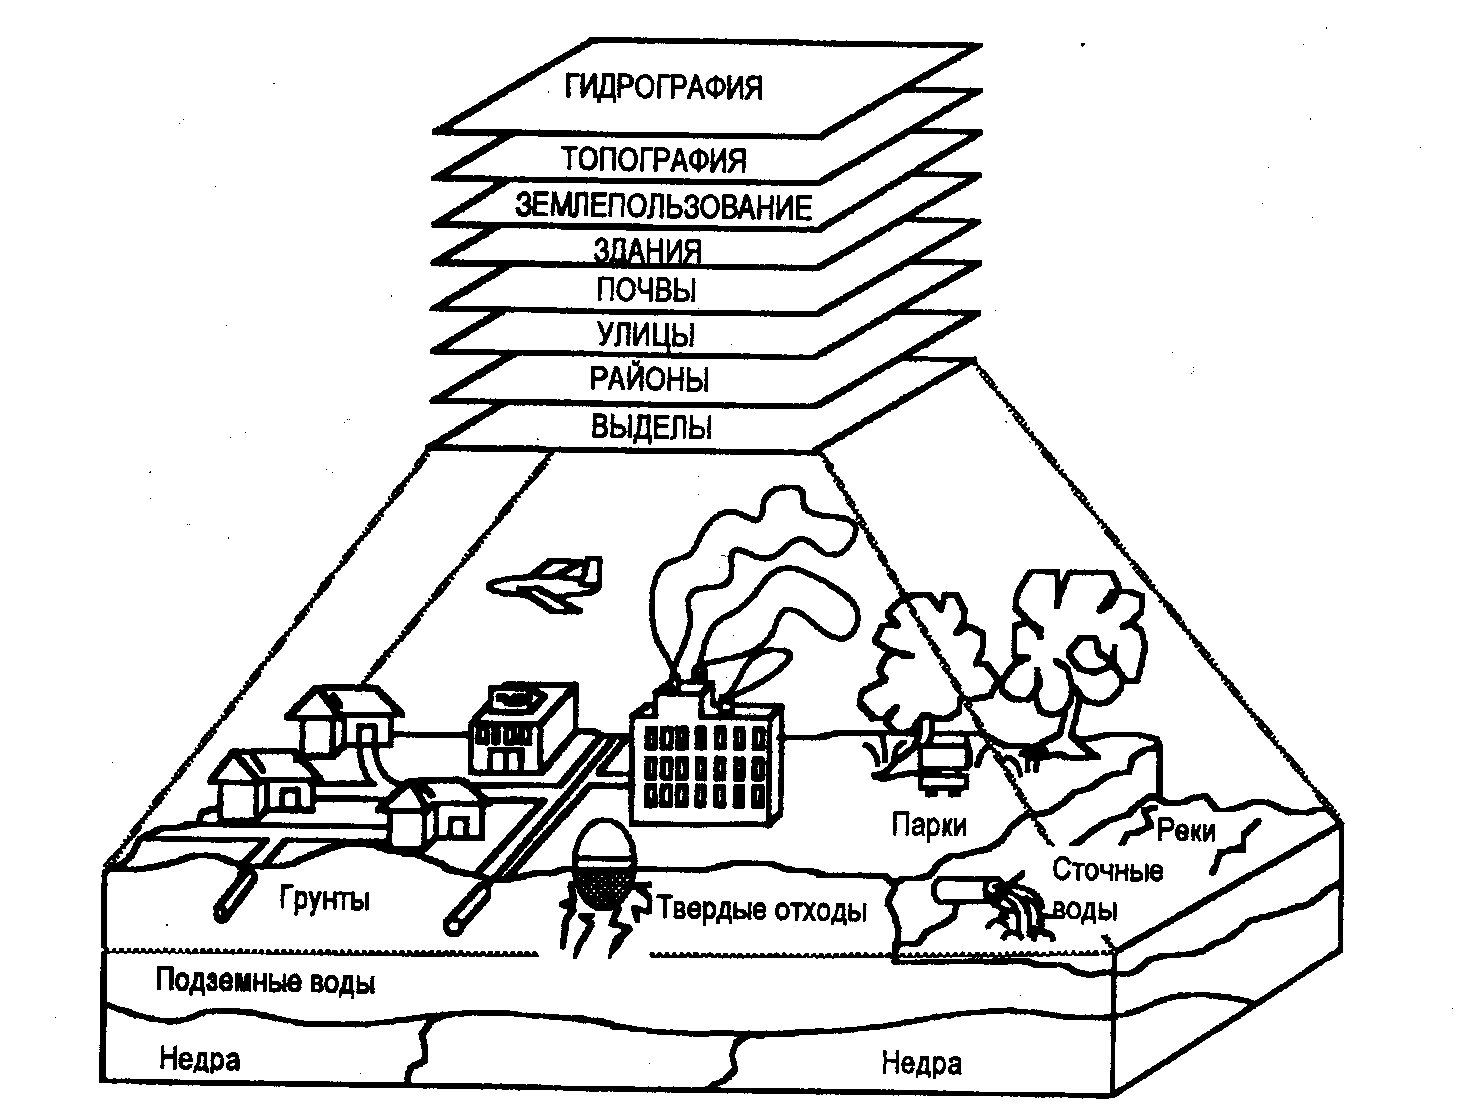 ГИДРОГРАФИЯ
ТОПОГРАФИЯ
ЗЕМЛЕПОЛЬЗОВАНИЕ
ЗДАНИЯ
ПОЧВЫ
УЛИЦЫ
РАЙОНЫ
ВЫДЕЛЫ
Парки
Реки
Сточные
воды
Грунты
Твердые отходы
Подземные воды
Недра
Недра